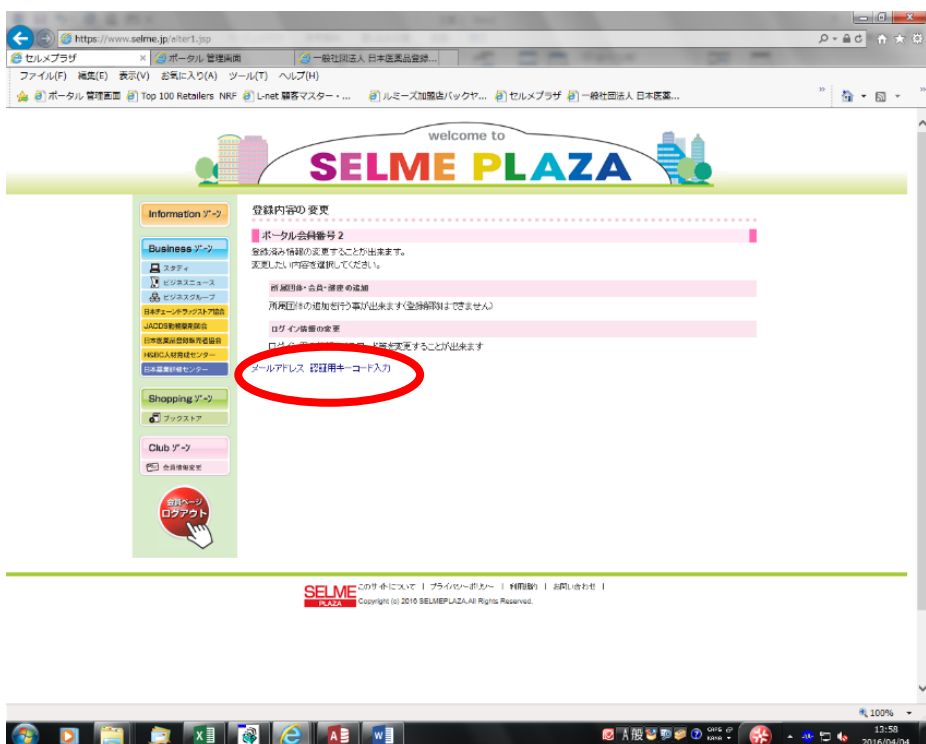 https://www.selme.jp/alter1.jsp
セルメプラザ
ポータル 管理画面
一般社団法人 日本医薬品登録...
ファイル(F) 編集(E) 表示(V) お気に入り(A) ツール(T) ヘルプ(H)
ポータル 管理画面 Top 100 Retailers NRF L-net 顧客マスター・... ルミーズ加盟店バックヤ... セルメプラザ 一般社団法人 日本医薬...
welcome to
SELME PLAZA
Information ゾーン
Business ゾーン
スタディ
ビジネスニュース
ビジネスグループ
日本チェーンドラッグストア協会
JACDS勤務薬剤師会
日本医薬品登録販売者協会
H&BC人材育成センター
日本薬業研修センター
Shopping ゾーン
ブックストア
Club ゾーン
会員情報変更
会員ページ
ログアウト
登録内容の変更
ポータル会員番号2
登録済み情報の変更することが出来ます。
変更したい内容を選択してください。
所属団体・会員・部座の追加
所属団体の追加を行う事が出来ます(登録解除はできません)
ログイン情報の変更
ード等を変更することが出来ます
メールアドレス 認証用キーコード入力
SELME
PLAZA
このサイトについて | プライバシーポリシー | 利用規約 | お問い合わせ |
Copyright (c) 2016 SELMEPLAZA.All Rights Reserved.
100%
A 般
CAPS
KANA
13:58
2016/04/04